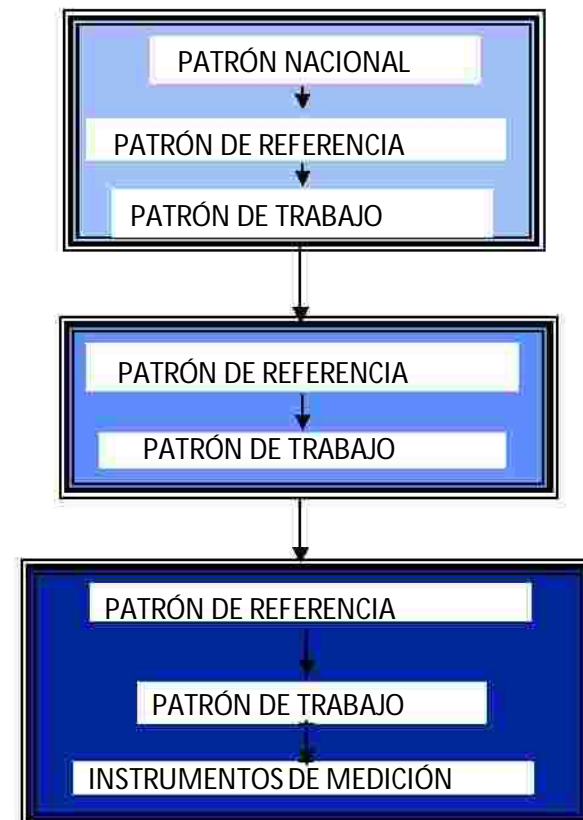 PATRÓN NACIONAL
PATRÓN DE REFERENCIA
PATRÓN DE TRABAJO
PATRÓN DE REFERENCIA
PATRÓN DE TRABAJO
PATRÓN DE REFERENCIA
PATRÓN DE TRABAJO
INSTRUMENTOS DE MEDICIÓN